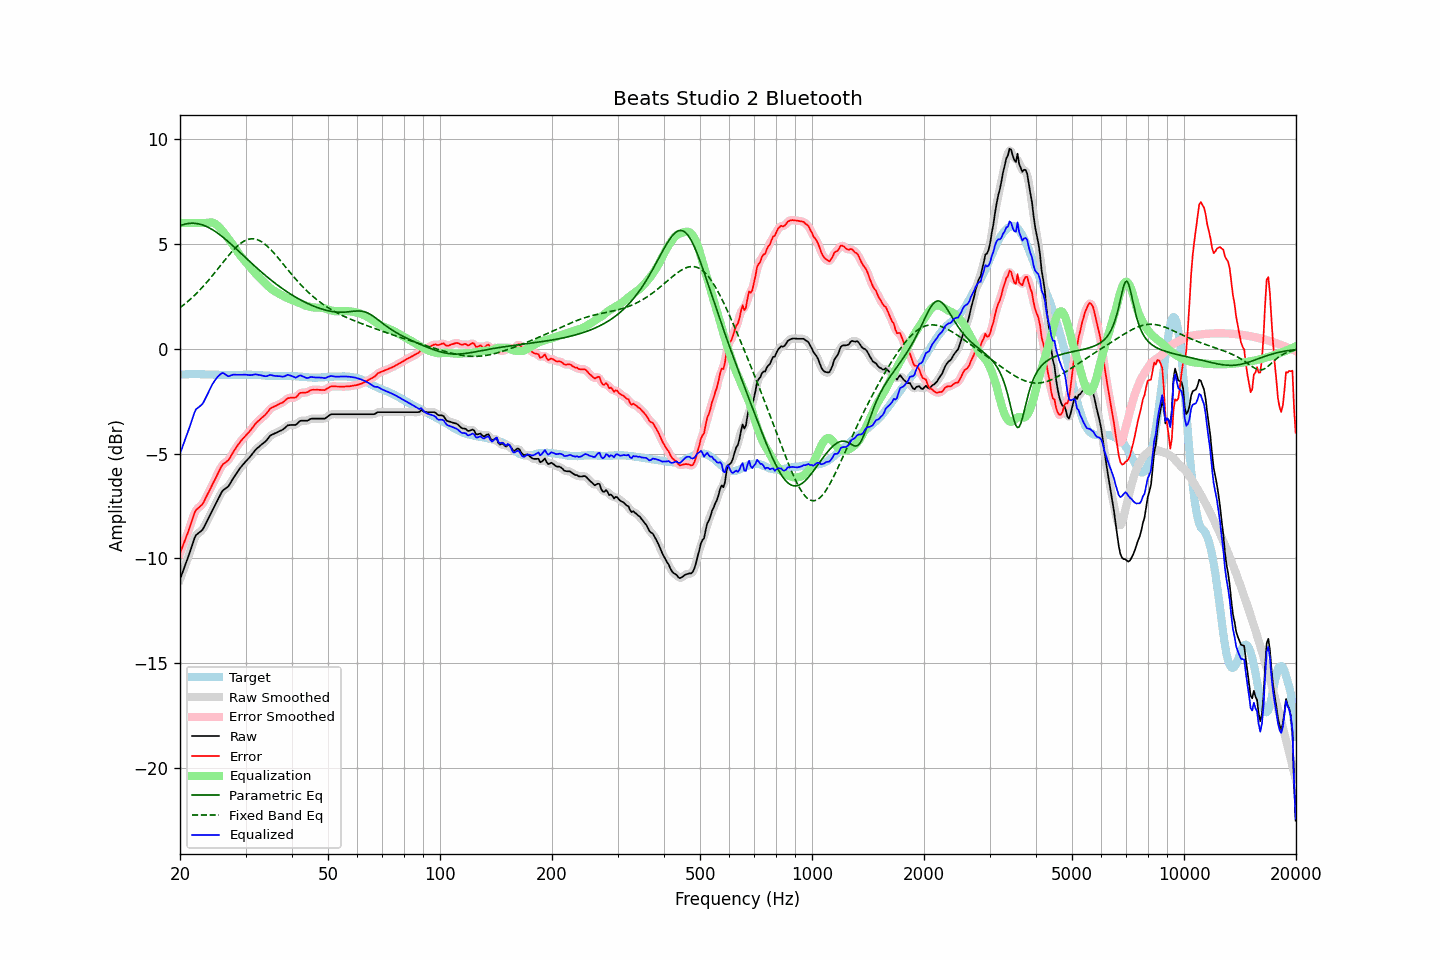 Beats Studio 2 Bluetooth
10
5
0
−5
−10
−15
−20
Amplitude (dBr)
Target
Raw Smoothed
Error Smoothed
Raw
Error
Equalization
Parametric Eq
Fixed Band Eq
Equalized
20 50 100 200 500 1000 2000 5000 10000 20000
Frequency (Hz)